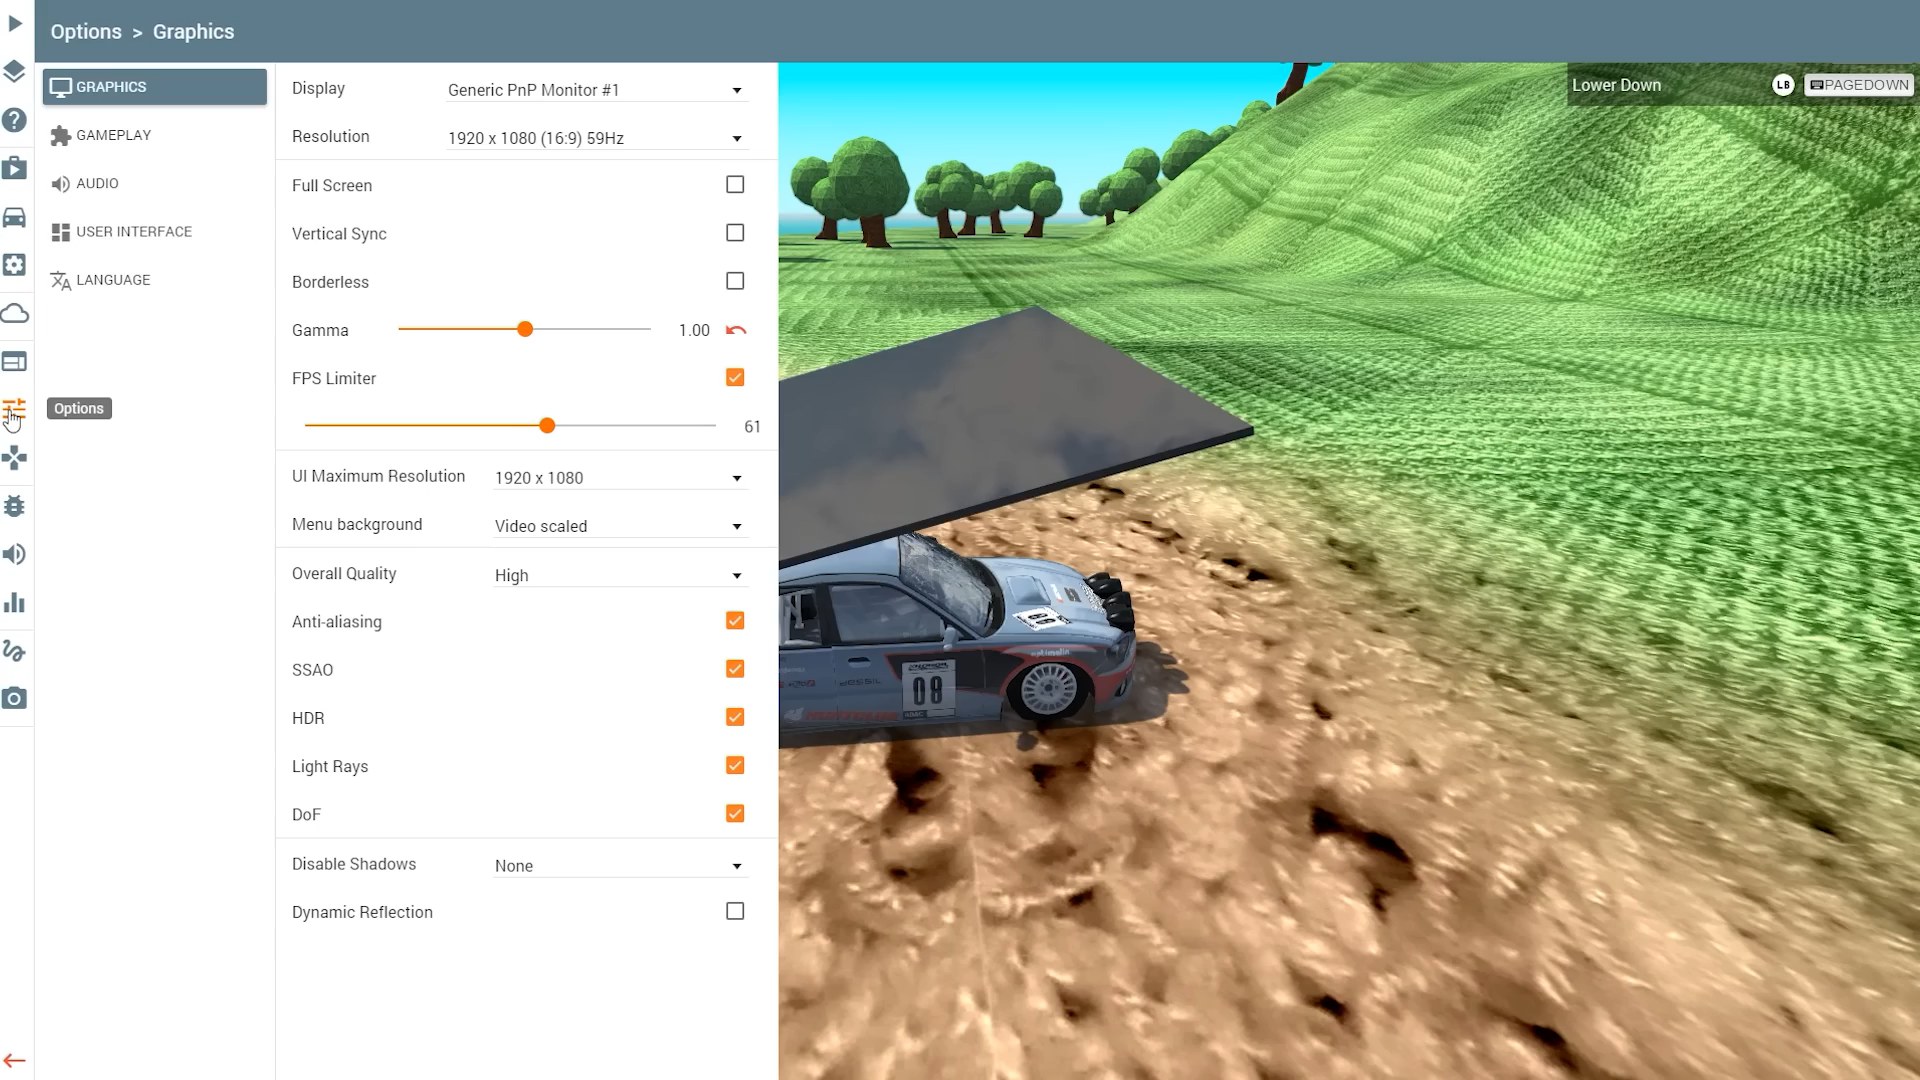 Options > Graphics
GRAPHICS
GAMEPLAY
AUDIO
USER INTERFACE
LANGUAGE
Options
Display Generic PnP Monitor #1
Resolution 1920 x 1080 (16:9) 59Hz
Full Screen
Vertical Sync
Borderless
Gamma 1.00
FPS Limiter
61
UI Maximum Resolution 1920 x 1080
Menu background Video scaled
Overall Quality High
Anti-aliasing
SSAO
HDR
Light Rays
DoF
Disable Shadows None
Dynamic Reflection
Lower Down LB PAGEDOWN
08